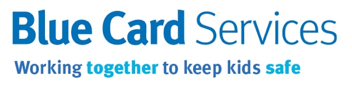 Blue Card Services
Working together to keep kids safe